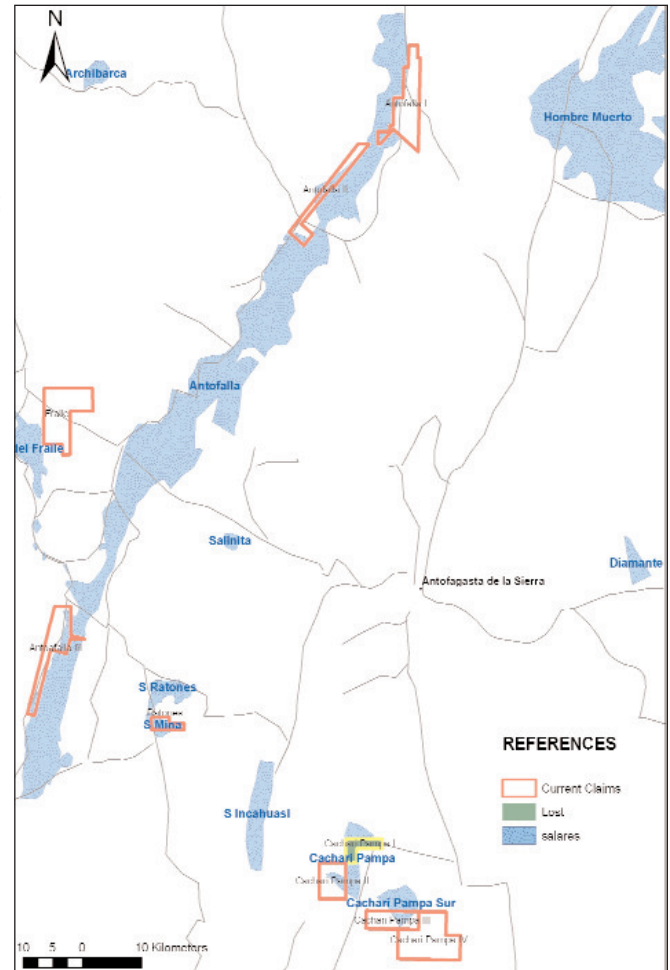 N
Archibarca
Antofalla I
Hombre Muerto
Antofalla II
Antofalla
Fraile
del Fraile
Salinita
Diamante
Antofagasta de la Sierra
Antofalla III
S Ratones
Ratones
S Mina
REFERENCES
Current Claims
Lost
salares
S Incahuasi
Cachari Pampa I
Cachari Pampa
Cachari Pampa II
Cachari Pampa Sur
Cachari Pampa III
Cachari Pampa IV
10 5 0 10 Kilometers